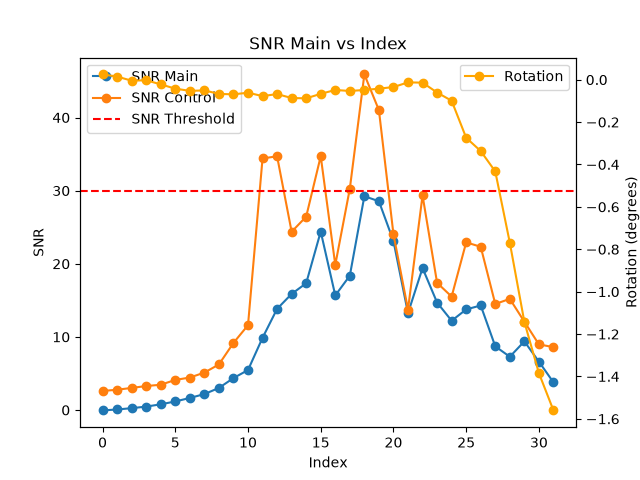 SNR Main vs Index
SNR Main
SNR Control
SNR Threshold
Rotation
SNR
0
10
20
30
40
0.0
−0.2
−0.4
−0.6
−0.8
−1.0
−1.2
−1.4
−1.6
Rotation (degrees)
0 5 10 15 20 25 30
Index